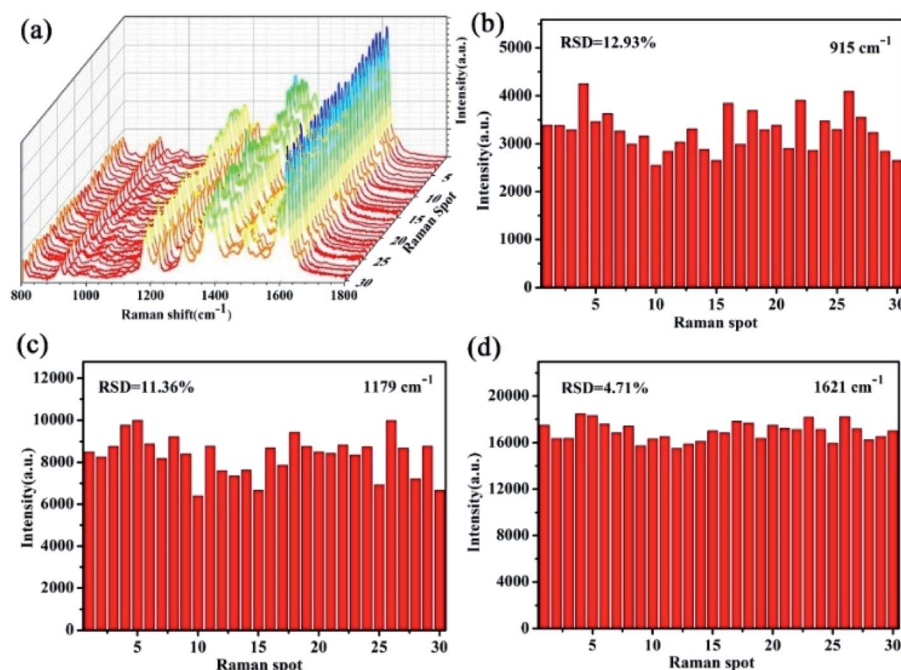 (a)
Intensity(a.u.)
5
10
15
20
25
30
Raman Spot
800 1000 1200 1400 1600 1800
Raman shift(cm⁻¹)
(b)
RSD=12.93% 915 cm⁻¹
5000
4000
3000
2000
1000
0
Intensity(a.u.)
5 10 15 20 25 30
Raman spot
(c)
RSD=11.36% 1179 cm⁻¹
12000
10000
8000
6000
4000
2000
0
Intensity(a.u.)
5 10 15 20 25 30
Raman spot
(d)
RSD=4.71% 1621 cm⁻¹
20000
16000
12000
8000
4000
0
Intensity(a.u.)
5 10 15 20 25 30
Raman spot